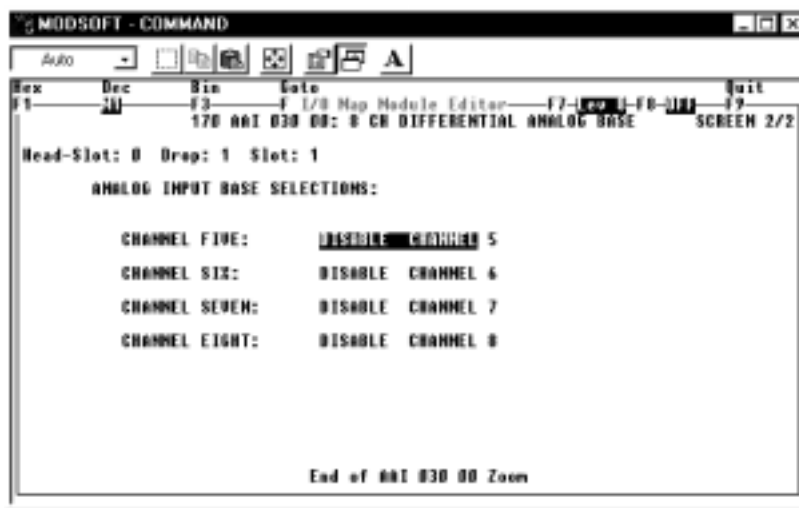 MODSOFT - COMMAND
Auto
A
Hex Dec Bin Goto Quit
F1 F3 F I/O Map Module Editor F7-Lev F8-OFF F9
170 AAI 030 00: 8 CH DIFFERENTIAL ANALOG BASE SCREEN 2/2
Head-Slot: 0 Drop: 1 Slot: 1
ANALOG INPUT BASE SELECTIONS:
CHANNEL FIVE: DISABLE CHANNEL 5
CHANNEL SIX: DISABLE CHANNEL 6
CHANNEL SEVEN: DISABLE CHANNEL 7
CHANNEL EIGHT: DISABLE CHANNEL 8
End of AAI 030 00 Zoom